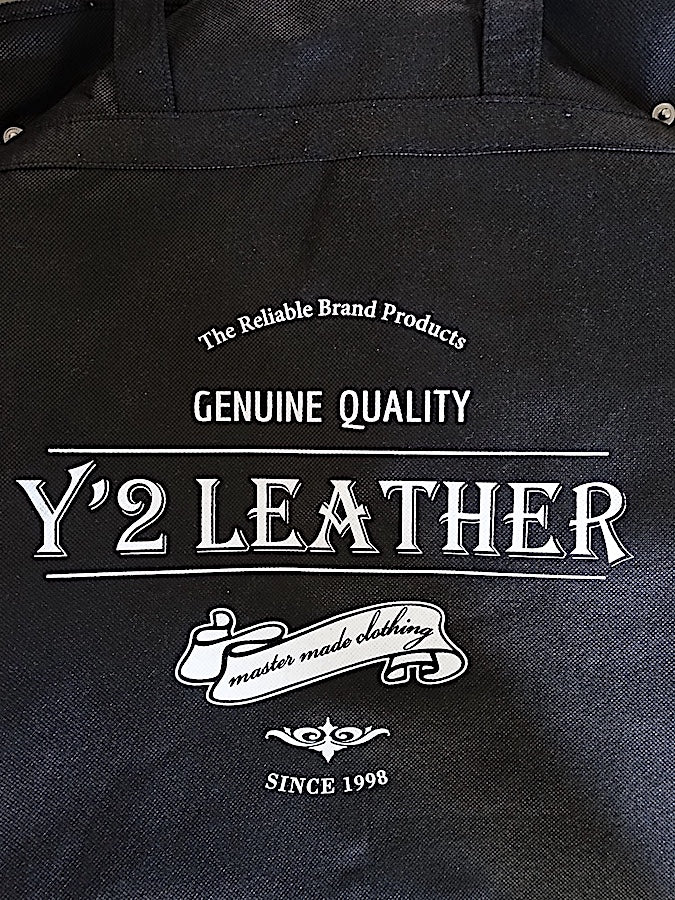 The Reliable Brand Products
GENUINE QUALITY
Y'2 LEATHER
master made clothing
SINCE 1998